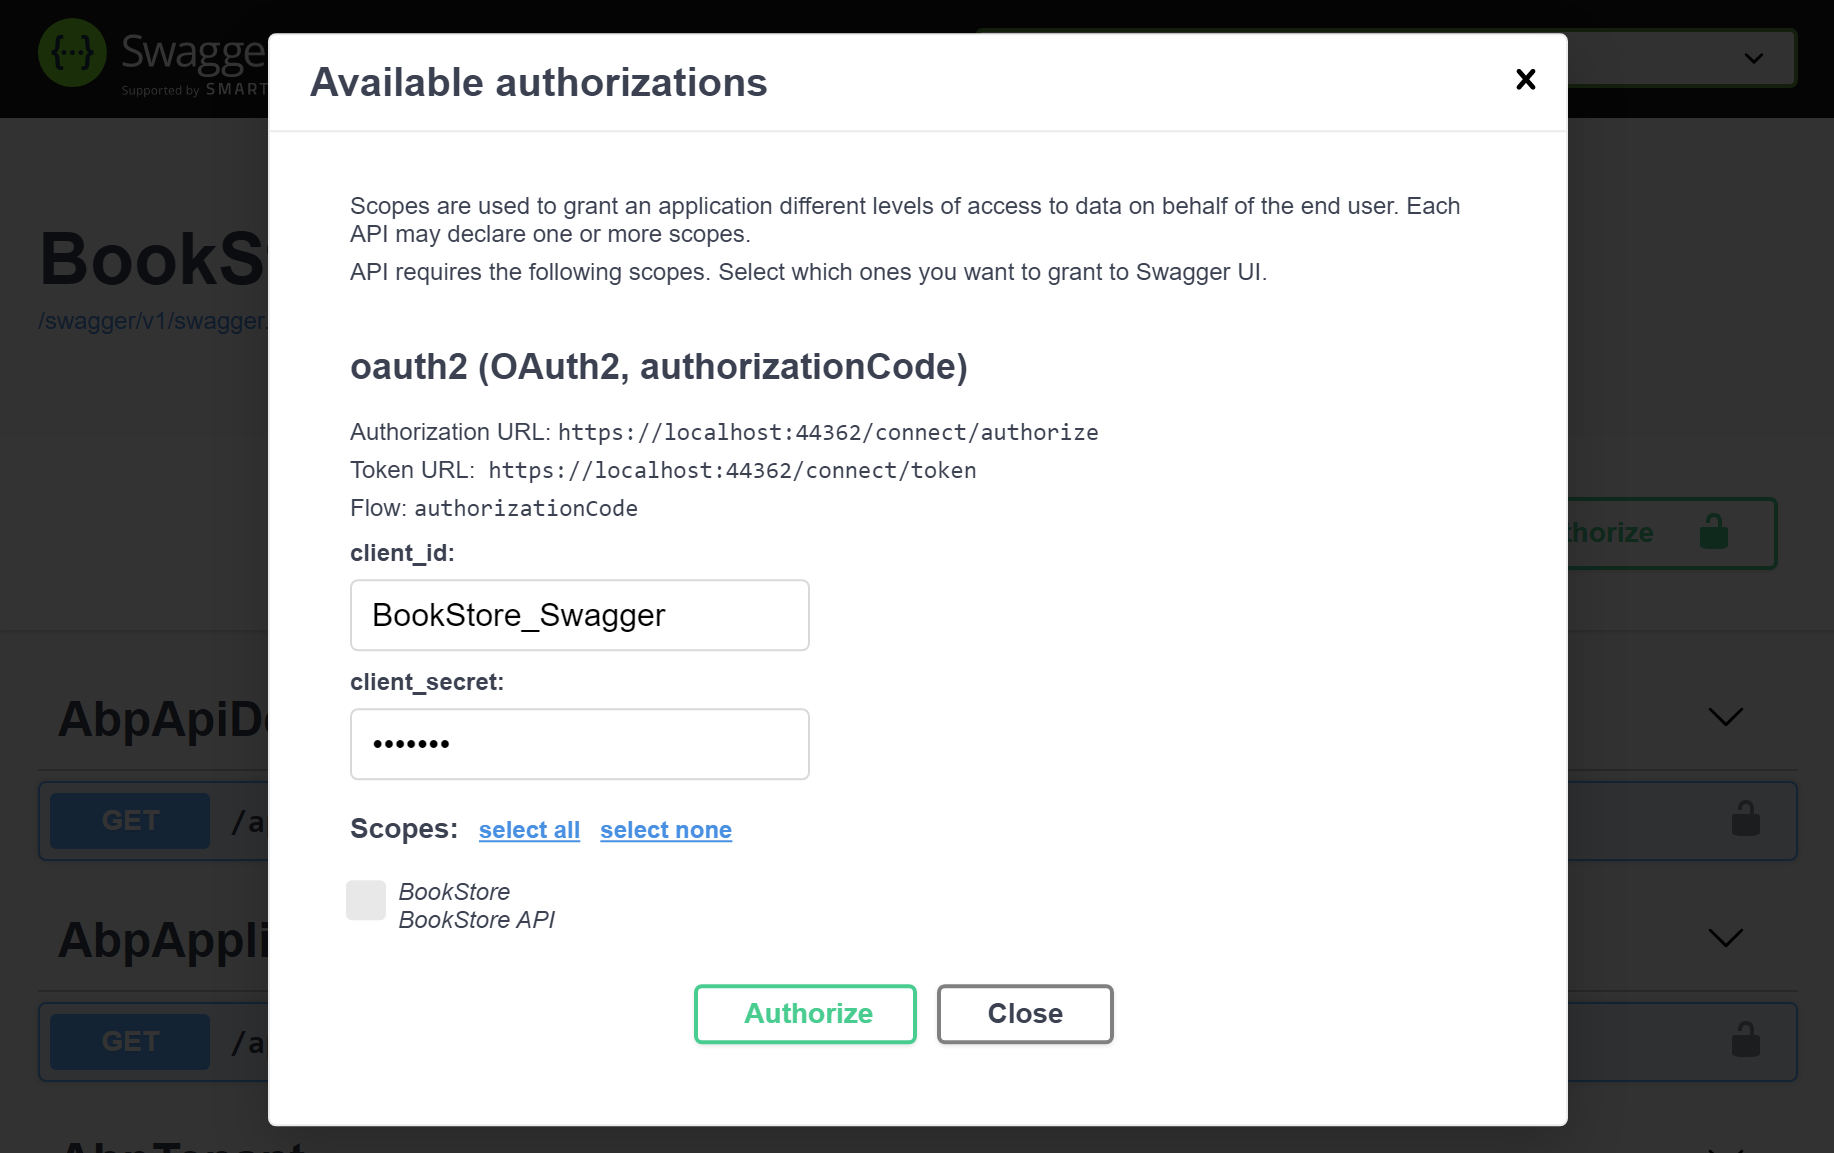 Swagge
Supported by SMART
Available authorizations
Scopes are used to grant an application different levels of access to data on behalf of the end user. Each
API may declare one or more scopes.
BookS
API requires the following scopes. Select which ones you want to grant to Swagger UI.
/swagger/v1/swagger.
oauth2 (OAuth2, authorizationCode)
Authorization URL: https://localhost:44362/connect/authorize
Token URL: https://localhost:44362/connect/token
Flow: authorizationCode
thorize
client_id:
BookStore_Swagger
client_secret:
•••••••
AbpApiD
GET /a
Scopes: select all select none
BookStore
BookStore API
AbpAppli
Authorize Close
GET /a
AbpTenant